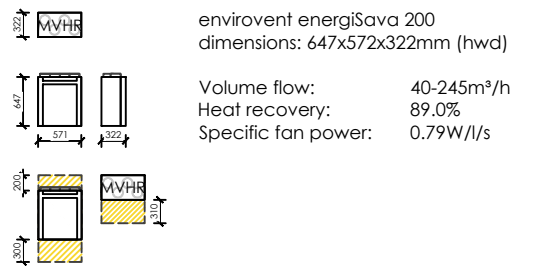 322
MVHR
envirovent energiSava 200
dimensions: 647x572x322mm (hwd)
647
571
322
Volume flow: 40-245m³/h
Heat recovery: 89.0%
Specific fan power: 0.79W/l/s
200
MVHR
310
300